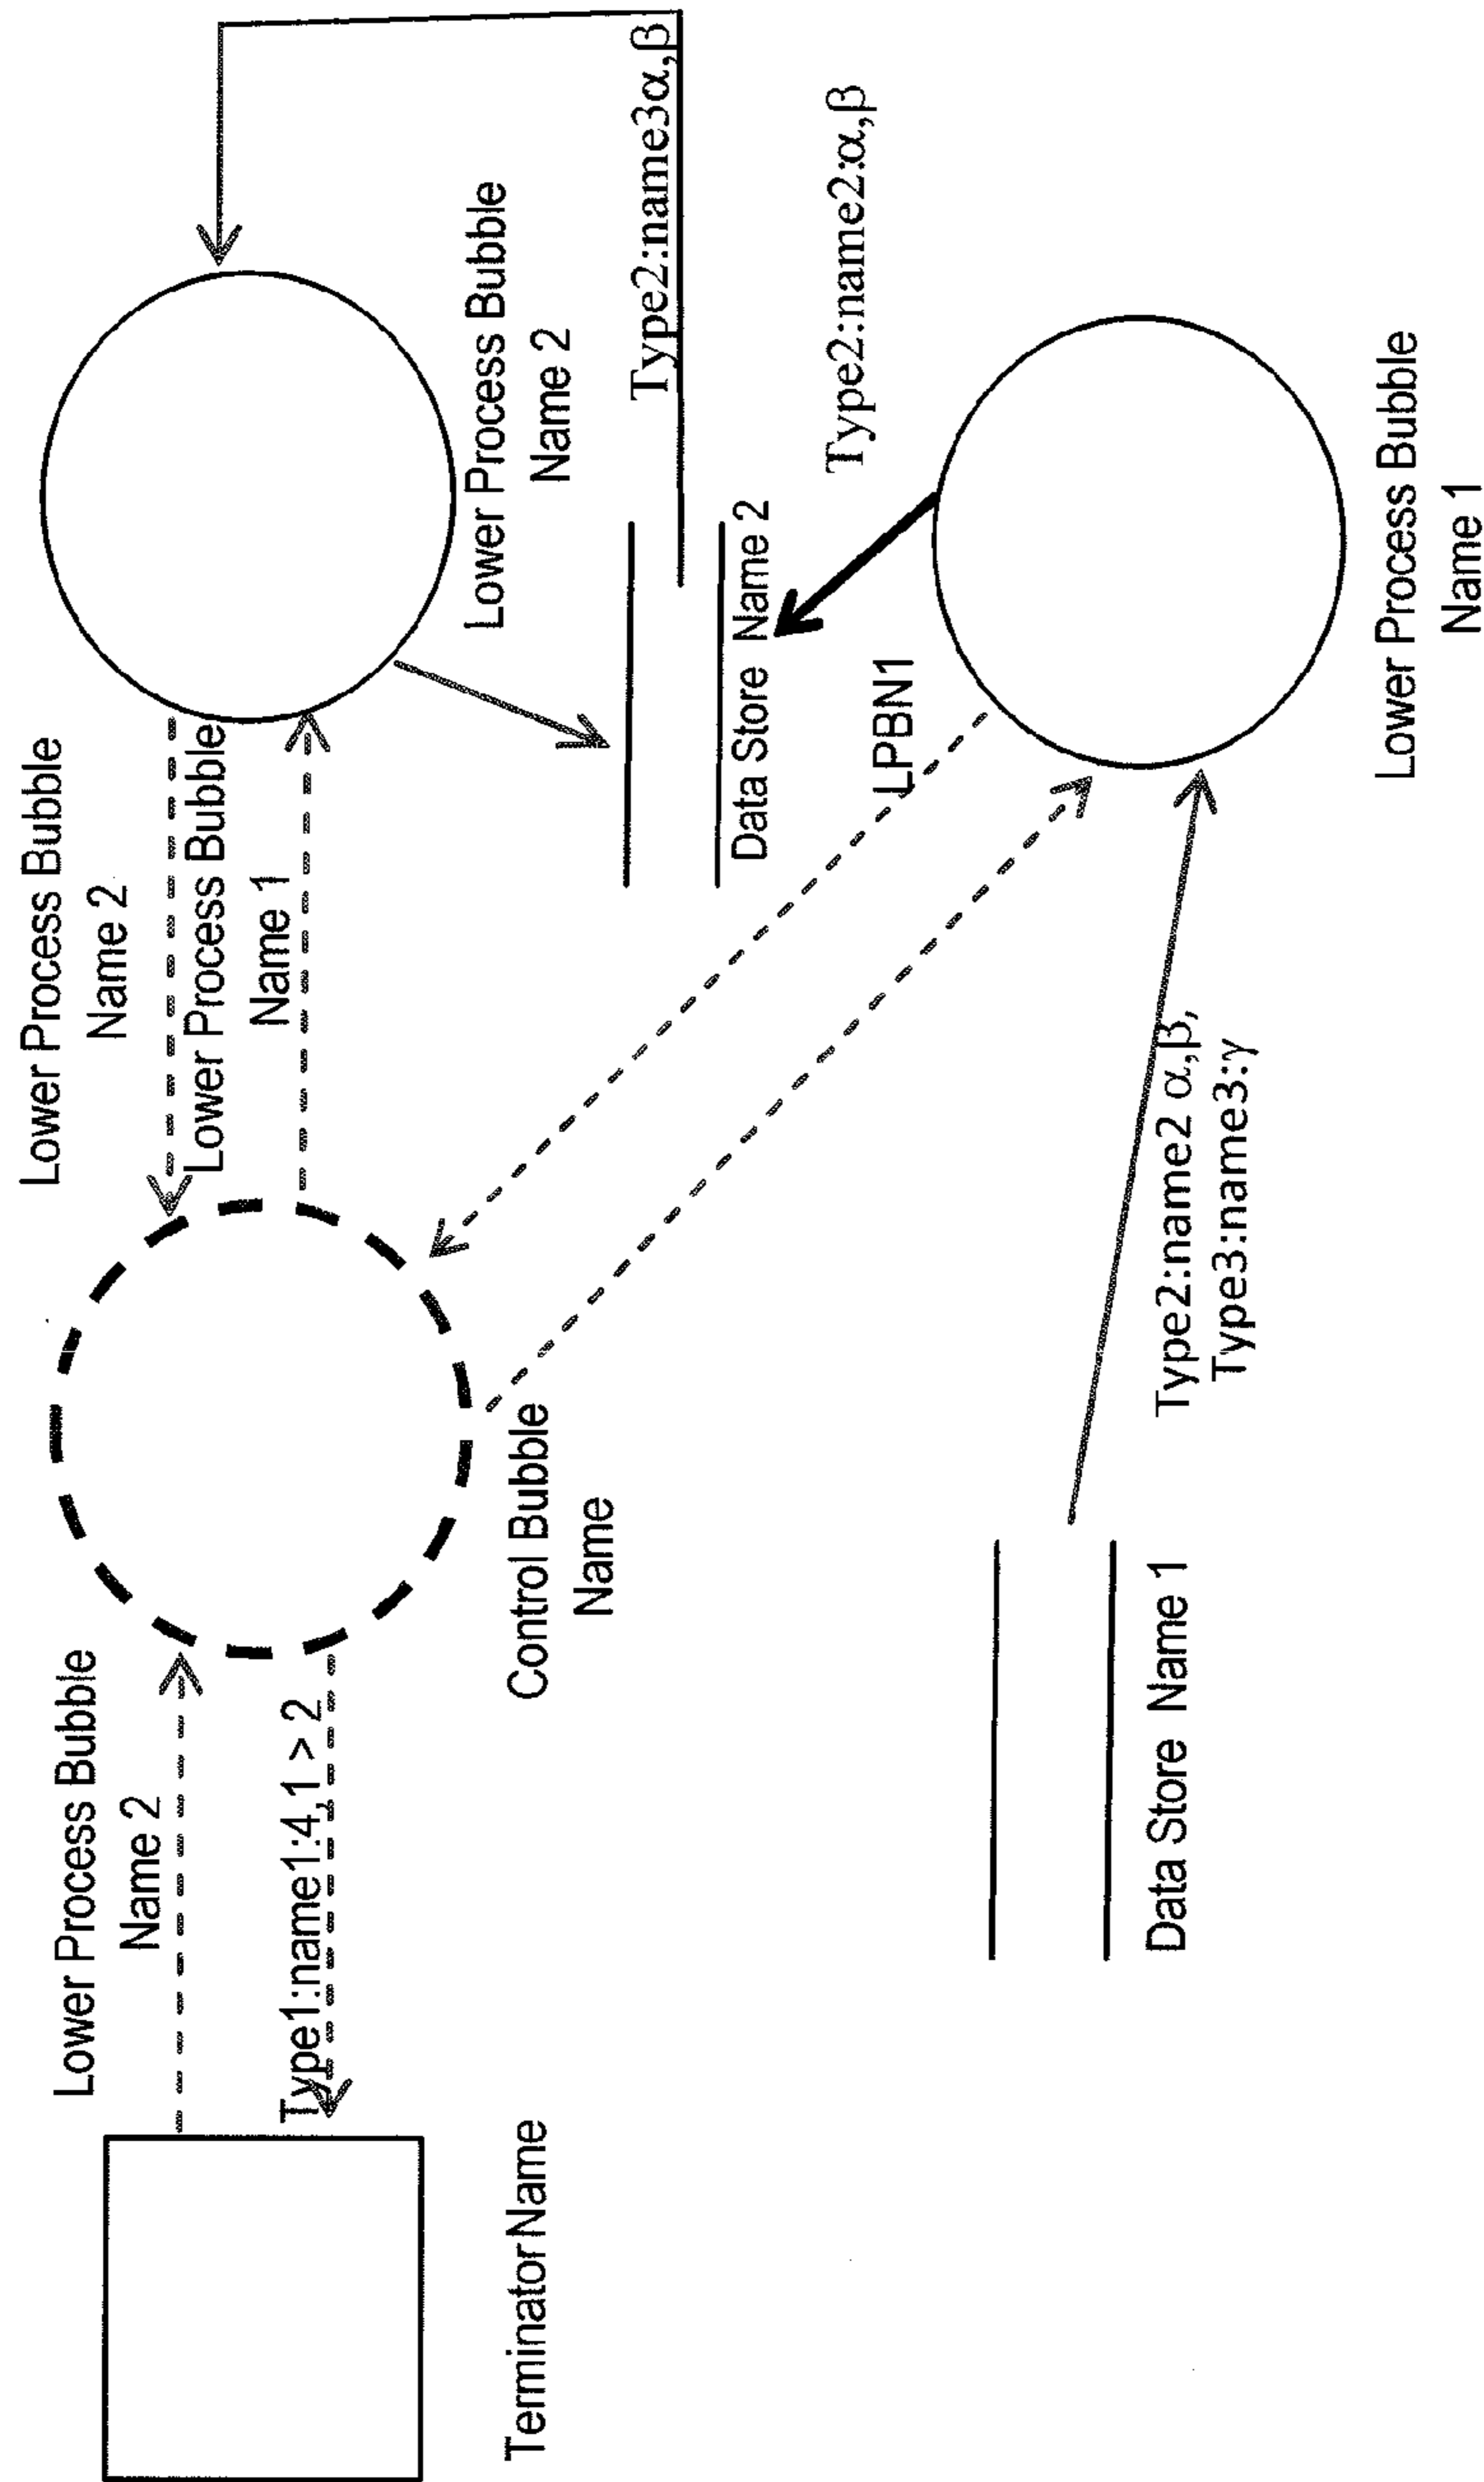 Lower Process Bubble
Name 2
Type1:name1:4,1 > 2
Terminator Name
Control Bubble
Name
Lower Process Bubble
Name 2
Lower Process Bubble
Name 1
Lower Process Bubble
Name 2
Type2:name3α,β
Data Store Name 2
Type2:name2:α,β
LPBN1
Data Store Name 1
Type2:name2 α,β,
Type3:name3:γ
Lower Process Bubble
Name 1